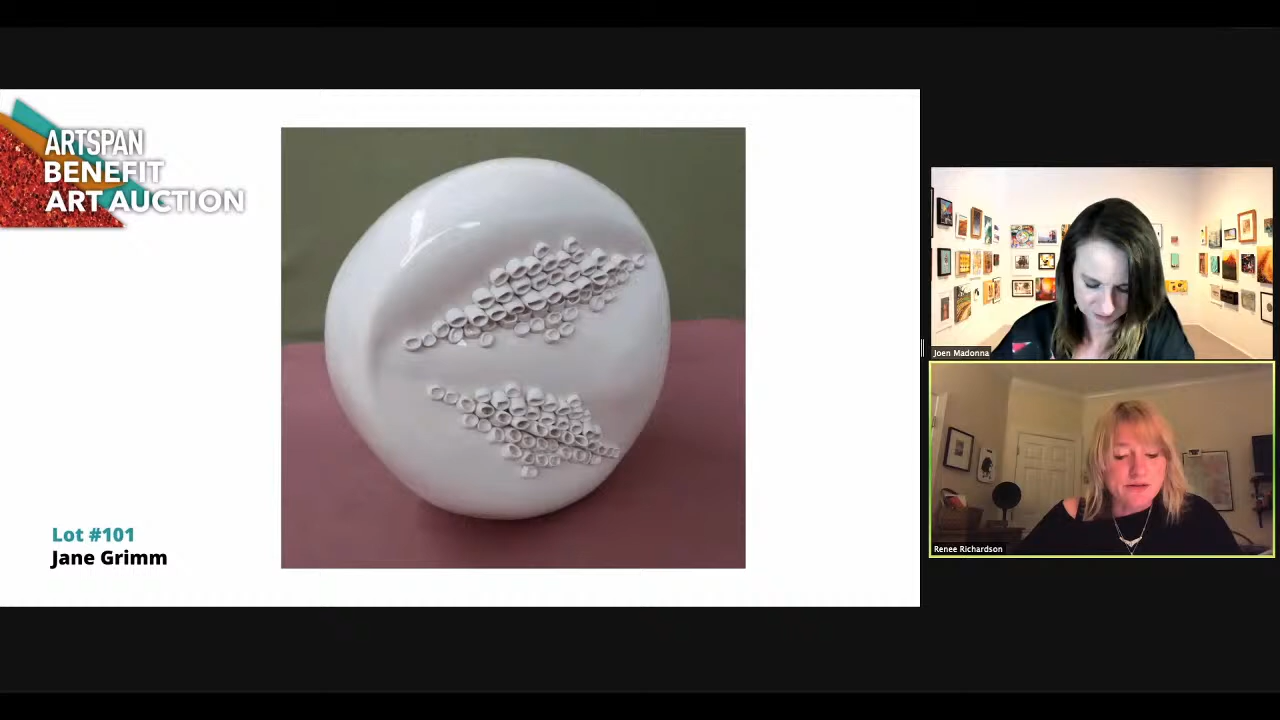 ARTSPAN
BENEFIT
ART AUCTION
Lot #101
Jane Grimm
Joen Madonna
Renee Richardson